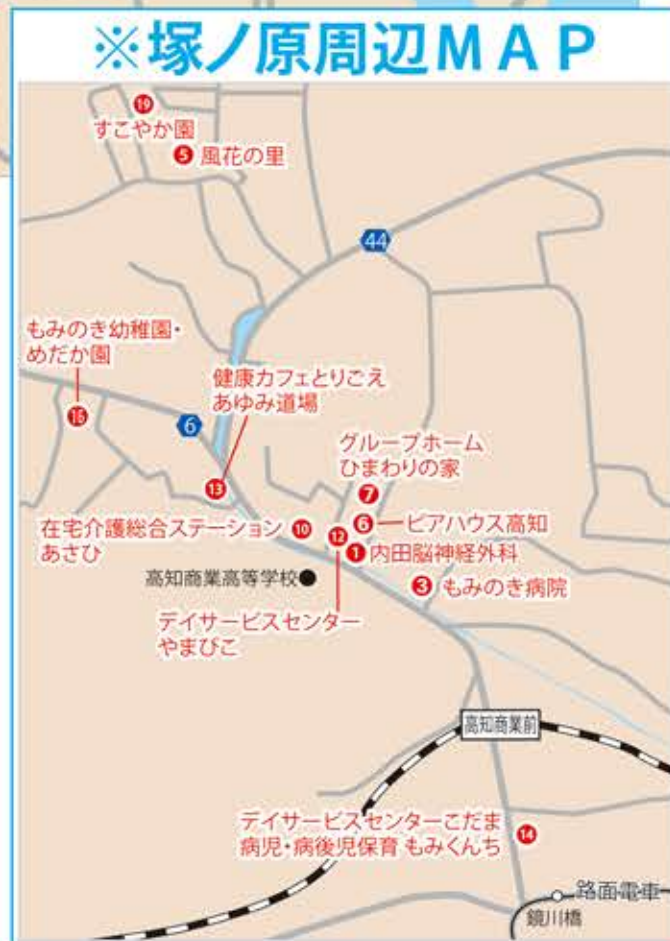 ※塚ノ原周辺MAP
⑲
すこやか園
⑤ 風花の里
44
もみのき幼稚園・
めだか園
⑯
6
健康カフェとりごえ
あゆみ道場
⑬
グループホーム
ひまわりの家
⑦
⑥ ピアハウス高知
在宅介護総合ステーション
あさひ
⑩
⑫
① 内田脳神経外科
高知商業高等学校●
③ もみのき病院
デイサービスセンター
やまびこ
高知商業前
デイサービスセンターこだま
病児・病後児保育 もみくんち
⑭
路面電車
鏡川橋